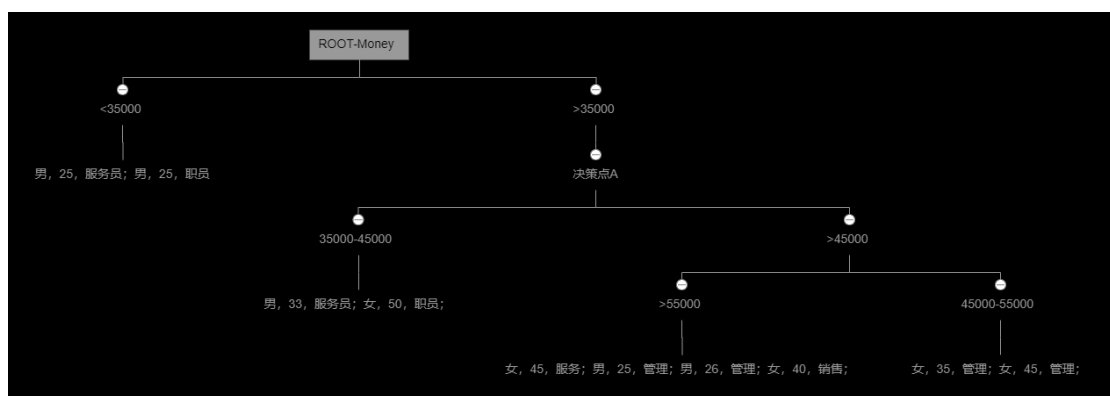 ROOT-Money
<35000
>35000
男，25，服务员；男，25，职员
决策点A
35000-45000
>45000
男，33，服务员；女，50，职员；
>55000
45000-55000
女，45，服务；男，25，管理；男，26，管理；女，40，销售；
女，35，管理；女，45，管理；